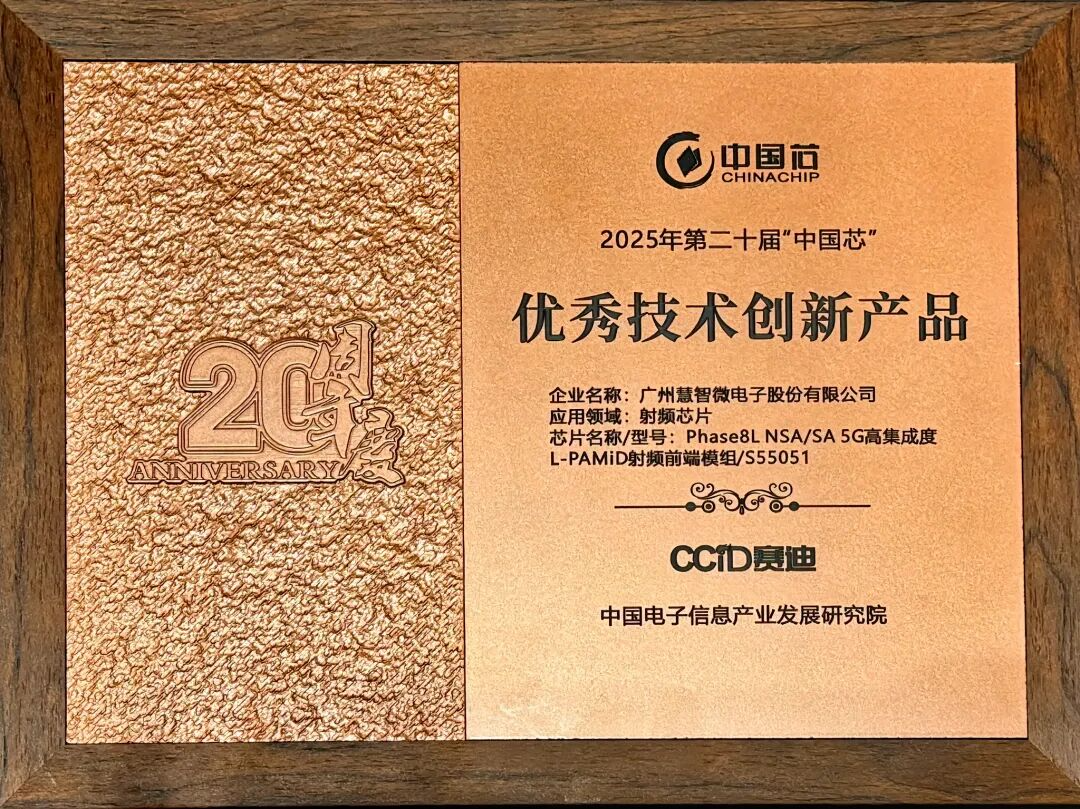 20周年庆
ANNIVERSARY
中国芯
CHINACHIP
2025年第二十届“中国芯”
优秀技术创新产品
企业名称：广州慧智微电子股份有限公司
应用领域：射频芯片
芯片名称/型号：Phase8L NSA/SA 5G高集成度
L-PAMiD射频前端模组/S55051
CCiD赛迪
中国电子信息产业发展研究院